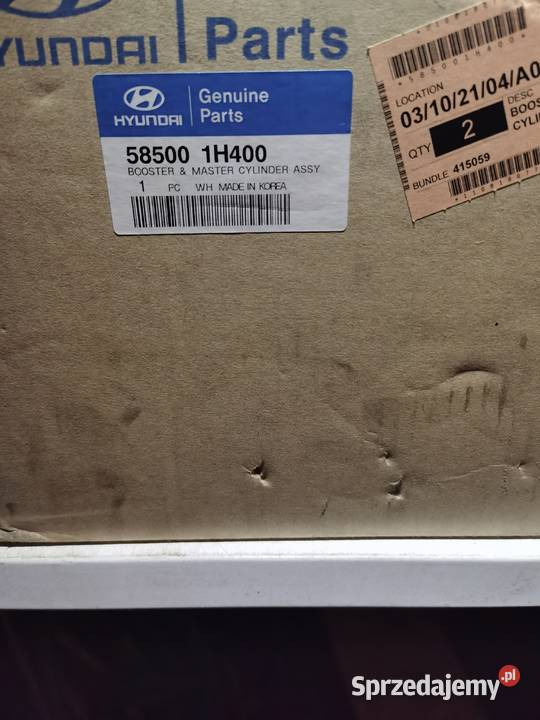 HYUNDAI Parts
HYUNDAI Genuine
Parts
58500 1H400
BOOSTER & MASTER CYLINDER ASSY
1 PC WH MADE IN KOREA
*585001H400*
LOCATION
03/10/21/04/A0
QTY 2 DESC
BOOS
CYLI
BUNDLE 415059
Sprzedajemy.pl